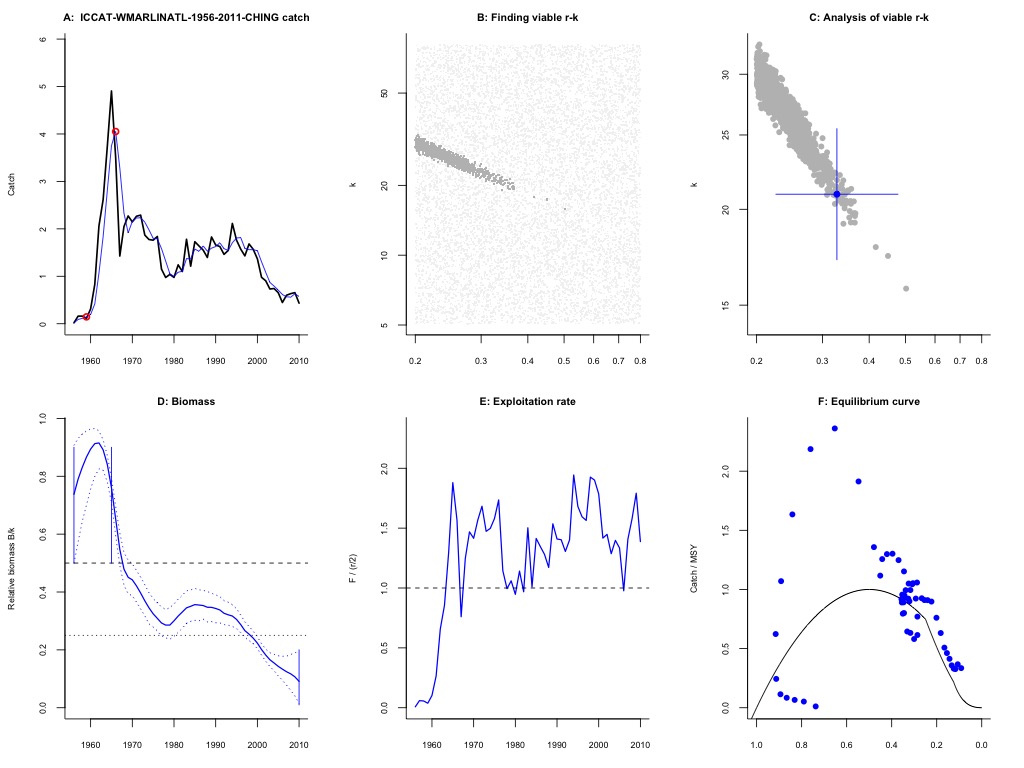 A: ICCAT-WMARLINATL-1956-2011-CHING catch
Catch
0 1 2 3 4 5 6
1960 1970 1980 1990 2000 2010
B: Finding viable r-k
k
5 10 20 50
0.2 0.3 0.4 0.5 0.6 0.7 0.8
C: Analysis of viable r-k
k
15 20 25 30
0.2 0.3 0.4 0.5 0.6 0.7 0.8
D: Biomass
Relative biomass B/k
0.0 0.2 0.4 0.6 0.8 1.0
1960 1970 1980 1990 2000 2010
E: Exploitation rate
F / (r/2)
0.0 0.5 1.0 1.5 2.0
1960 1970 1980 1990 2000 2010
F: Equilibrium curve
Catch / MSY
0.0 0.5 1.0 1.5 2.0
1.0 0.8 0.6 0.4 0.2 0.0